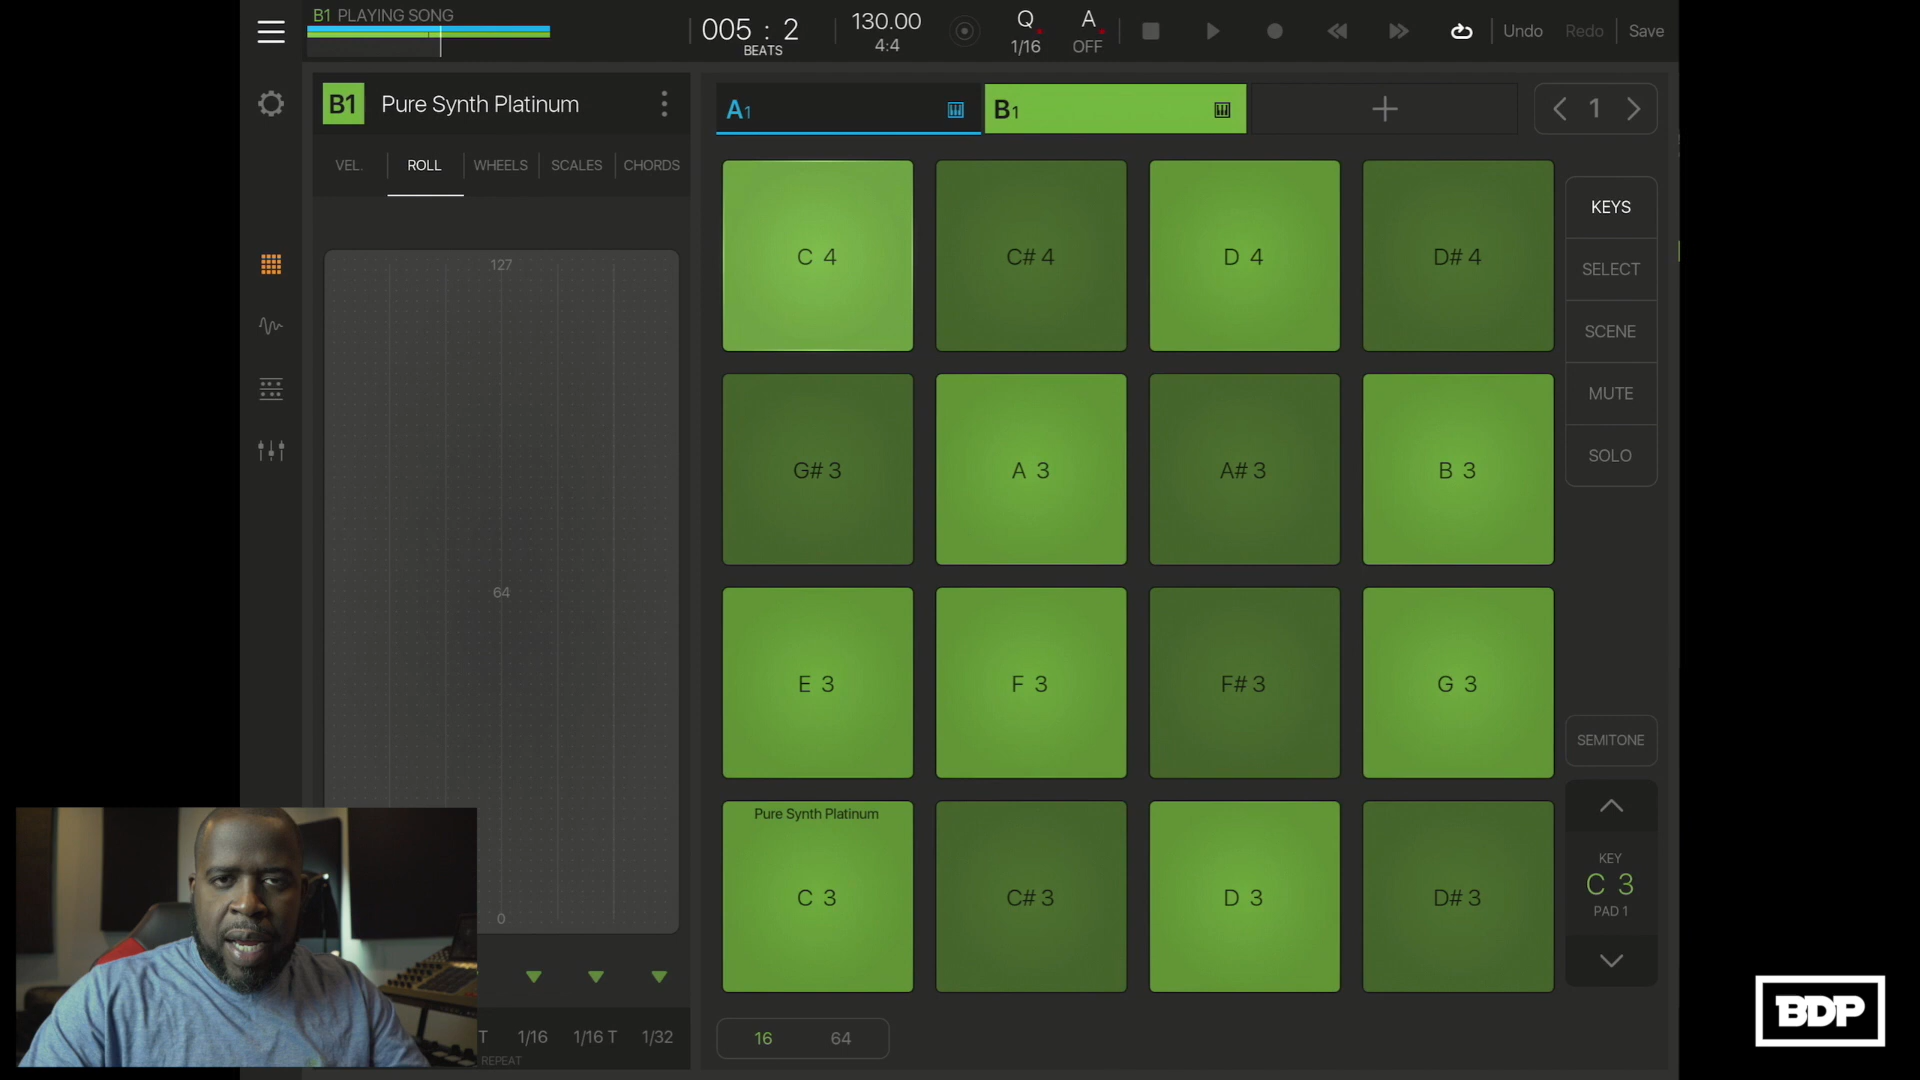 B1 PLAYING SONG
005 : 2
BEATS
130.00
4:4
Q
1/16
A
OFF
Undo
Redo
Save
B1 Pure Synth Platinum
VEL. ROLL WHEELS SCALES CHORDS
A1
B1
1
127
64
0
C 4
C# 4
D 4
D# 4
G# 3
A 3
A# 3
B 3
E 3
F 3
F# 3
G 3
Pure Synth Platinum
C 3
C# 3
D 3
D# 3
KEYS
SELECT
SCENE
MUTE
SOLO
SEMITONE
KEY
C 3
PAD 1
T 1/16 1/16 T 1/32
REPEAT
16 64
BDP